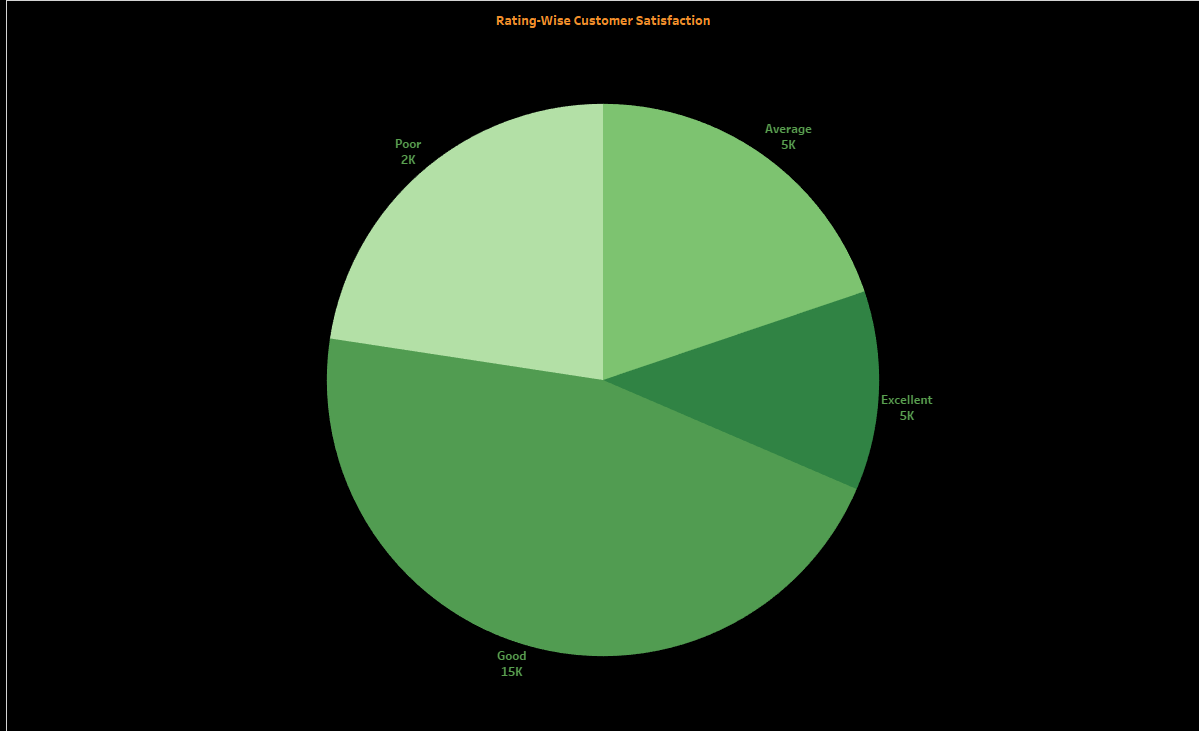 Rating-Wise Customer Satisfaction
Poor
2K
Average
5K
Excellent
5K
Good
15K